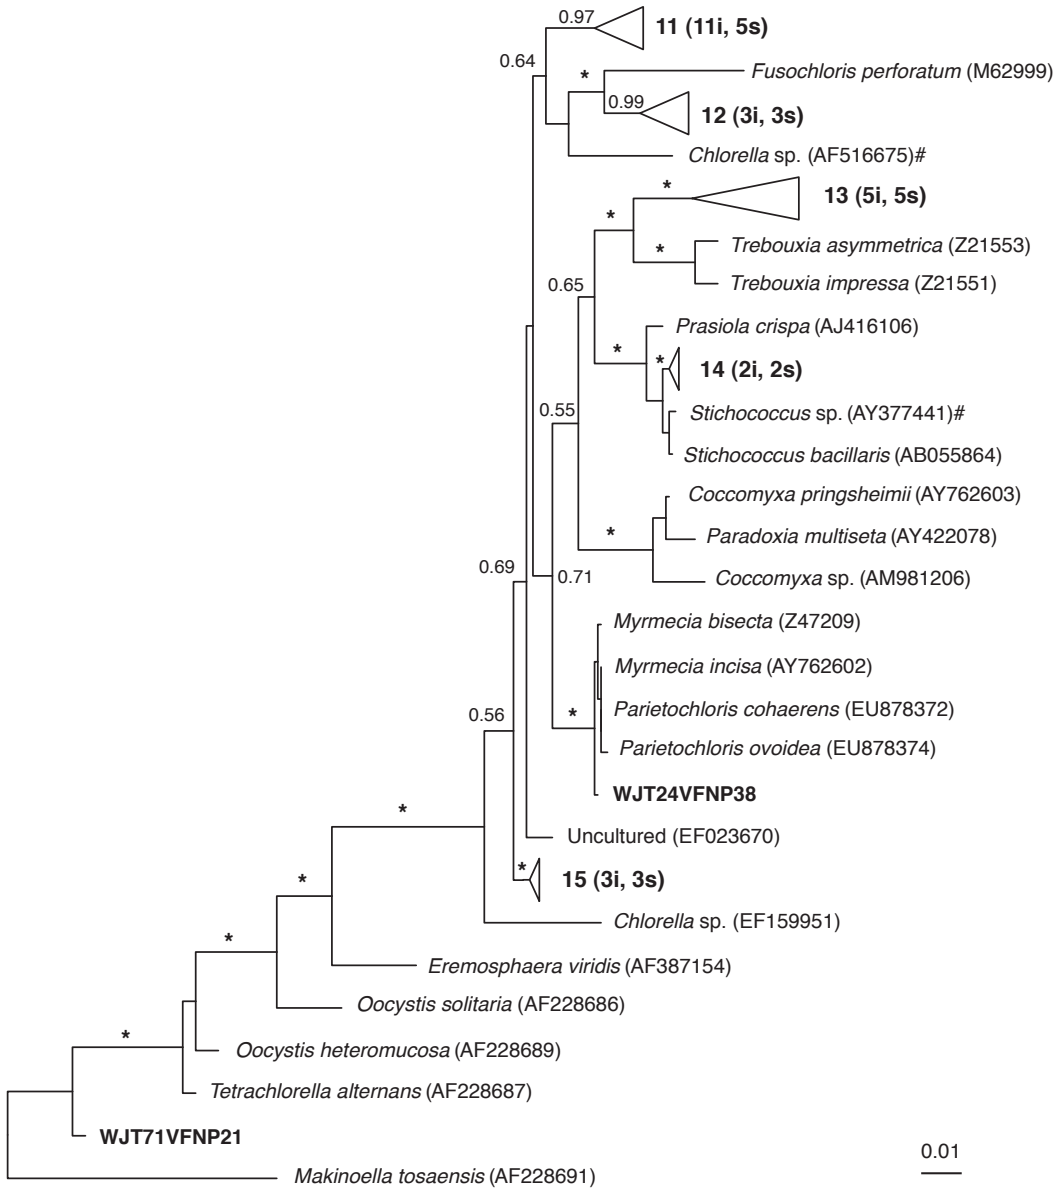 0.97
11 (11i, 5s)
0.64
*
Fusochloris perforatum (M62999)
0.99
12 (3i, 3s)
Chlorella sp. (AF516675)#
*
13 (5i, 5s)
*
*
Trebouxia asymmetrica (Z21553)
0.65
Trebouxia impressa (Z21551)
Prasiola crispa (AJ416106)
*
*
14 (2i, 2s)
0.55
Stichococcus sp. (AY377441)#
Stichococcus bacillaris (AB055864)
Coccomyxa pringsheimii (AY762603)
*
Paradoxia multiseta (AY422078)
0.69
0.71
Coccomyxa sp. (AM981206)
Myrmecia bisecta (Z47209)
Myrmecia incisa (AY762602)
0.56
*
Parietochloris cohaerens (EU878372)
Parietochloris ovoidea (EU878374)
WJT24VFNP38
*
Uncultured (EF023670)
*
15 (3i, 3s)
*
Chlorella sp. (EF159951)
*
Eremosphaera viridis (AF387154)
Oocystis solitaria (AF228686)
*
Oocystis heteromucosa (AF228689)
Tetrachlorella alternans (AF228687)
WJT71VFNP21
0.01
Makinoella tosaensis (AF228691)